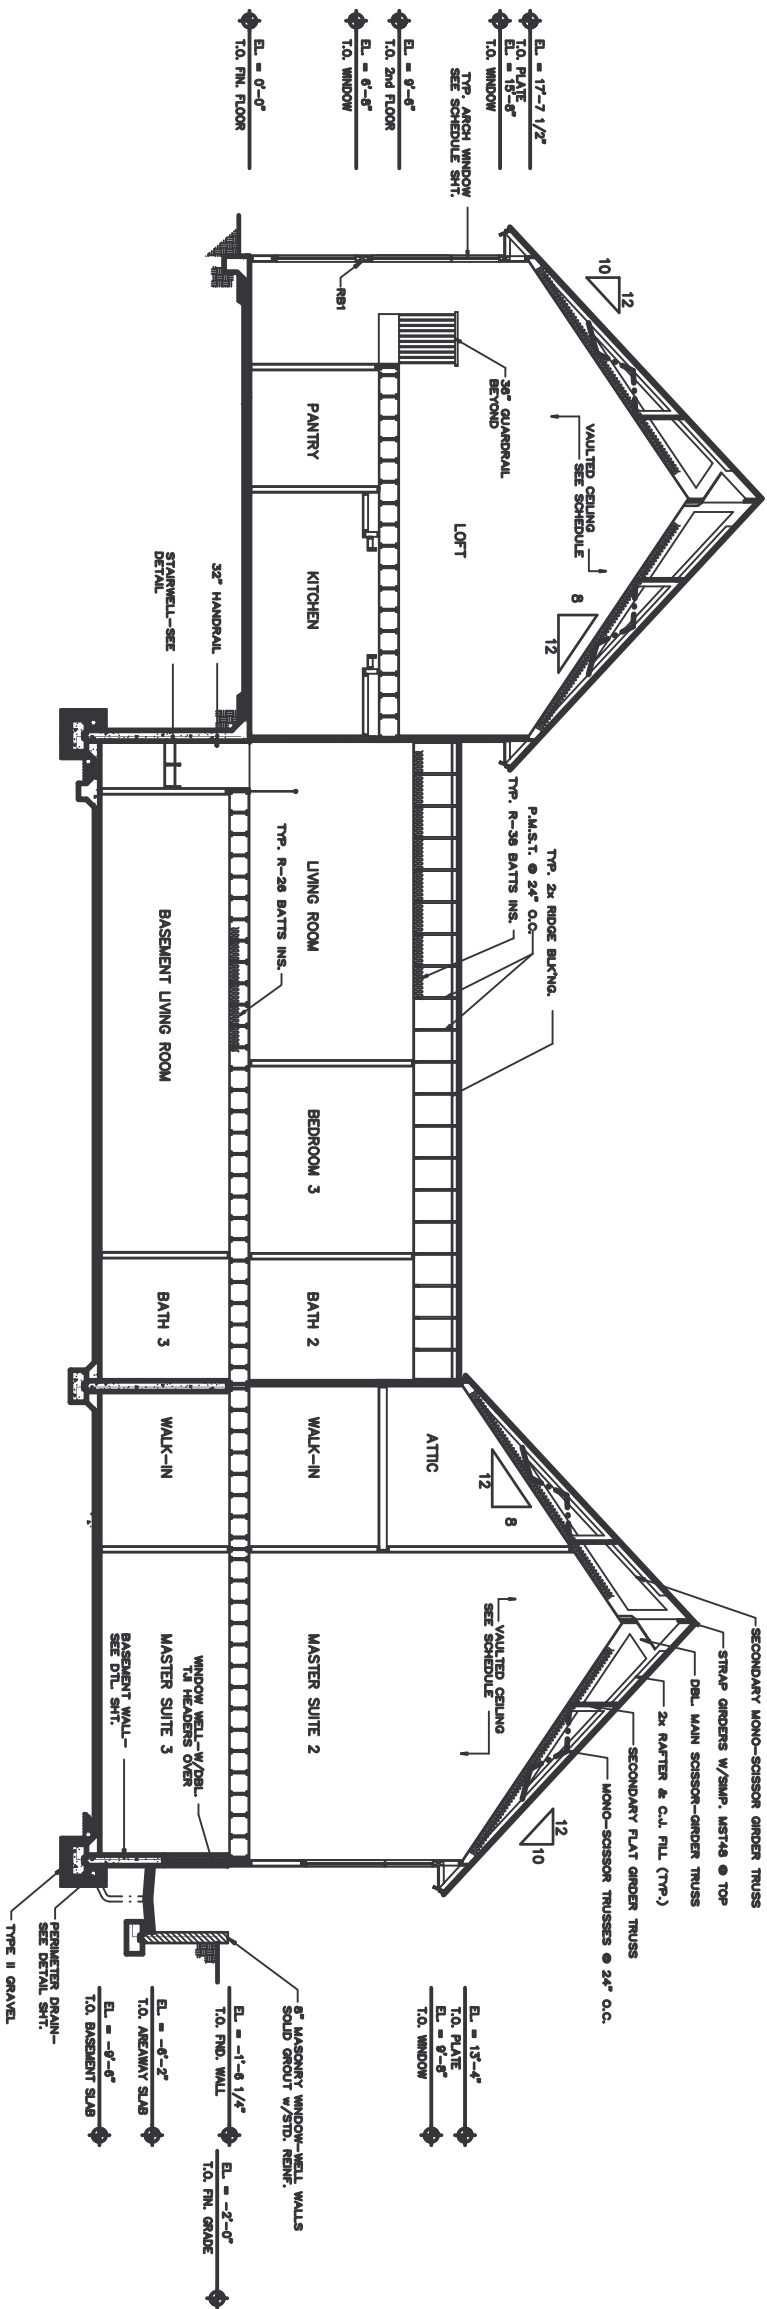 EL = 17'-7 1/2"
T.O. PLATE
EL = 15'-8"
T.O. WINDOW
EL = 9'-6"
T.O. 2nd FLOOR
EL = 6'-8"
T.O. WINDOW
EL = 0'-0"
T.O. FIN. FLOOR
TYP. ARCH WINDOW
SEE SCHEDULE SHT.
RB1
10
12
36" GUARDRAIL
BEYOND
VAULTED CEILING
SEE SCHEDULE
LOFT
8
12
PANTRY
KITCHEN
32" HANDRAIL
STAIRWELL-SEE
DETAIL
TYP. 2x RIDGE BLK'NG.
P.M.S.T. @ 24" O.C.
TYP. R-38 BATTS INS.
LIVING ROOM
TYP. R-26 BATTS INS.
BASEMENT LIVING ROOM
BEDROOM 3
BATH 2
BATH 3
ATTIC
12
8
WALK-IN
WALK-IN
VAULTED CEILING
SEE SCHEDULE
MASTER SUITE 2
WINDOW WELL-W/DBL.
TJI HEADERS OVER
MASTER SUITE 3
BASEMENT WALL-
SEE DTL SHT.
SECONDARY MONO-SCISSOR GIRDER TRUSS
STRAP GIRDERS W/SIMP. MST48 @ TOP
DBL. MAIN SCISSOR-GIRDER TRUSS
2x RAFTER & C.J. FILL (TYP.)
SECONDARY FLAT GIRDER TRUSS
MONO-SCISSOR TRUSSES @ 24" O.C.
12
10
8" MASONRY WINDOW-WELL WALLS
SOLID GROUT w/STD. REINF.
PERIMETER DRAIN-
SEE DETAIL SHT.
TYPE II GRAVEL
EL = 13'-4"
T.O. PLATE
EL = 9'-8"
T.O. WINDOW
EL = -1'-6 1/4"
T.O. FND. WALL
EL = -2'-0"
T.O. FIN. GRADE
EL = -6'-2"
T.O. AREAWAY SLAB
EL = -9'-6"
T.O. BASEMENT SLAB